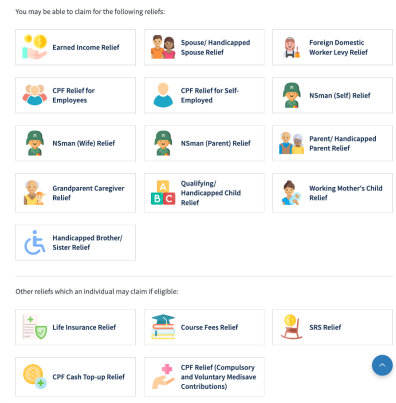 You may be able to claim for the following reliefs:
Earned Income Relief
Spouse/ Handicapped
Spouse Relief
Foreign Domestic
Worker Levy Relief
CPF Relief for
Employees
CPF Relief for Self-
Employed
NSman (Self) Relief
NSman (Wife) Relief
NSman (Parent) Relief
Parent/ Handicapped
Parent Relief
Grandparent Caregiver
Relief
A
B C
Qualifying/
Handicapped Child
Relief
Working Mother's Child
Relief
Handicapped Brother/
Sister Relief
Other reliefs which an individual may claim if eligible:
Life Insurance Relief
Course Fees Relief
SRS Relief
CPF Cash Top-up Relief
CPF Relief (Compulsory
and Voluntary Medisave
Contributions)